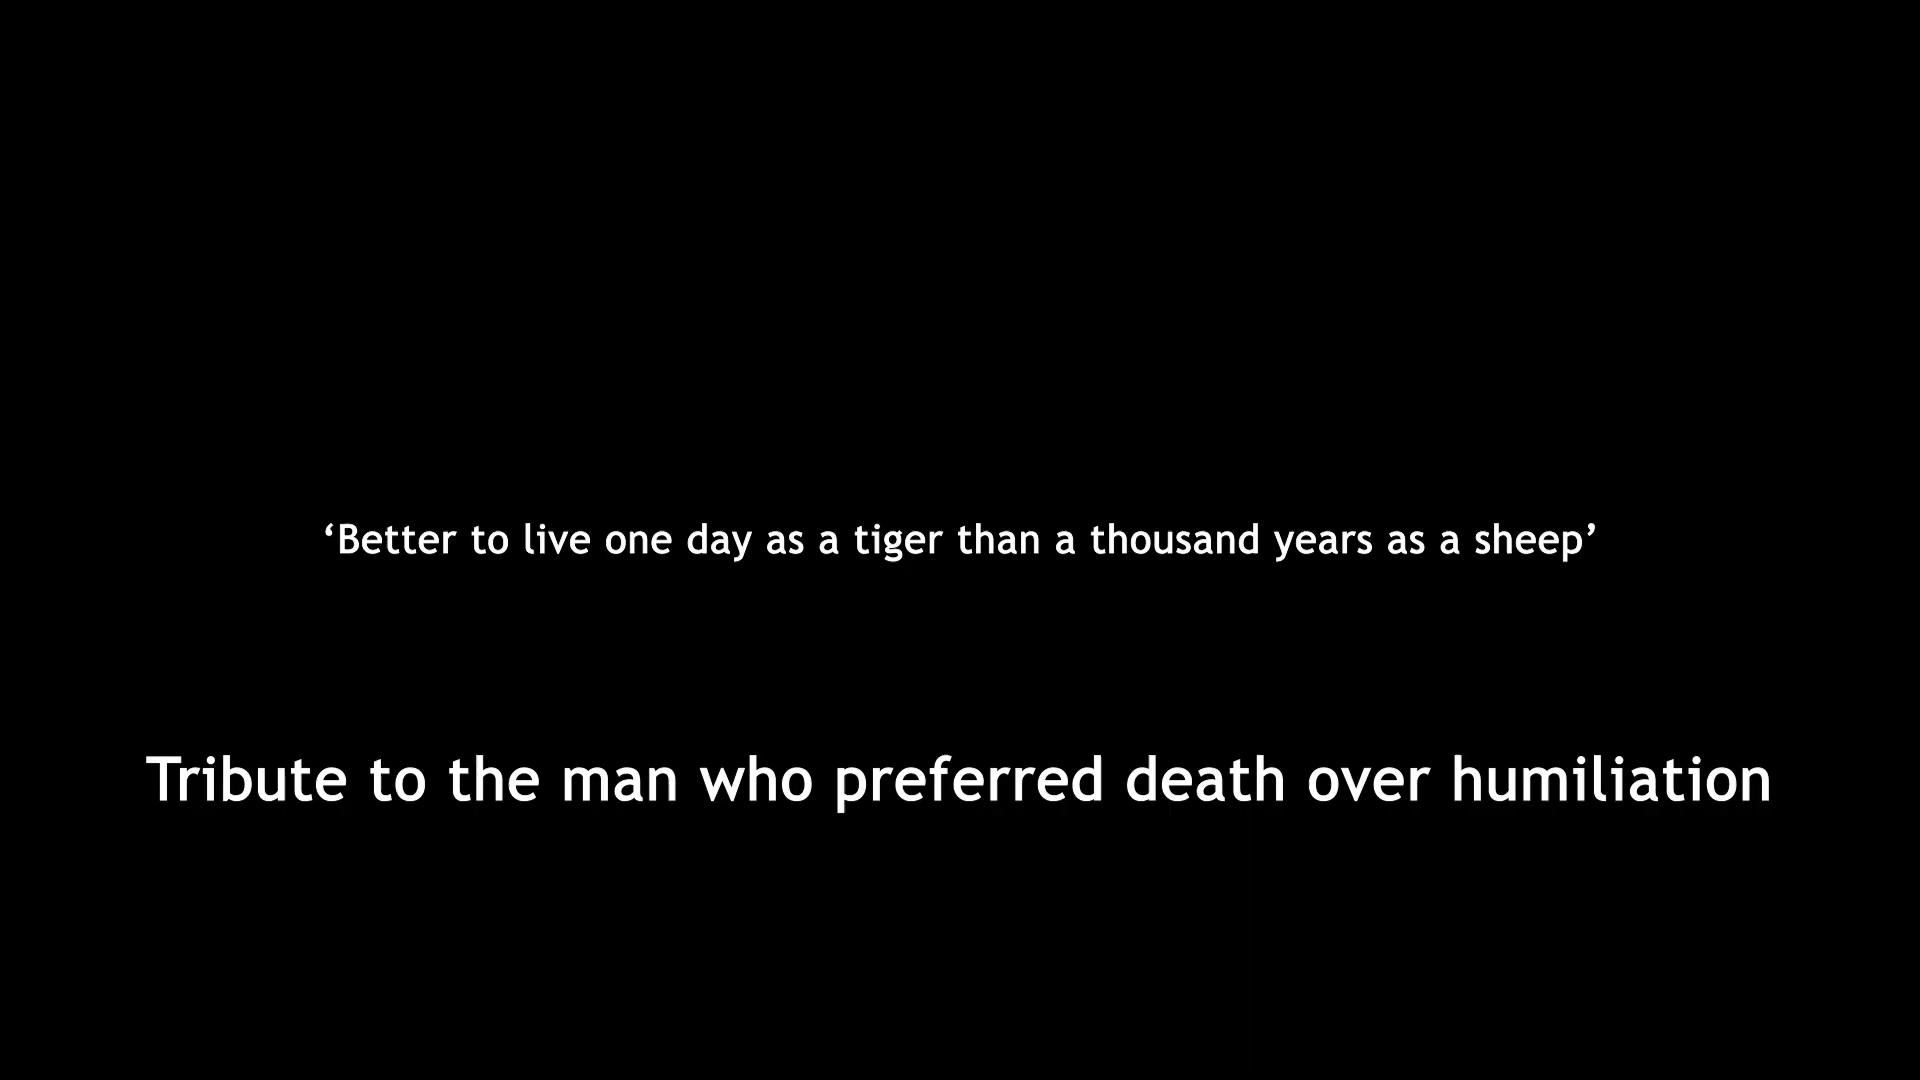 ‘Better to live one day as a tiger than a thousand years as a sheep’
Tribute to the man who preferred death over humiliation